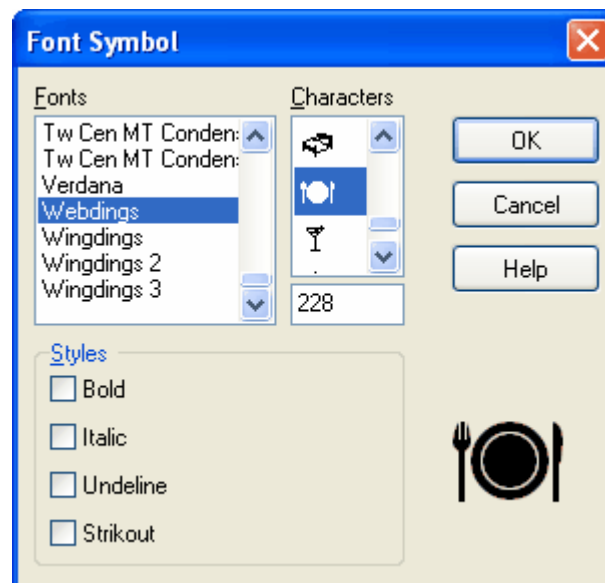 Font Symbol
Fonts
Characters
Tw Cen MT Conden:
Tw Cen MT Conden:
Verdana
Webdings
Wingdings
Wingdings 2
Wingdings 3
228
OK
Cancel
Help
Styles
Bold
Italic
Undeline
Strikout